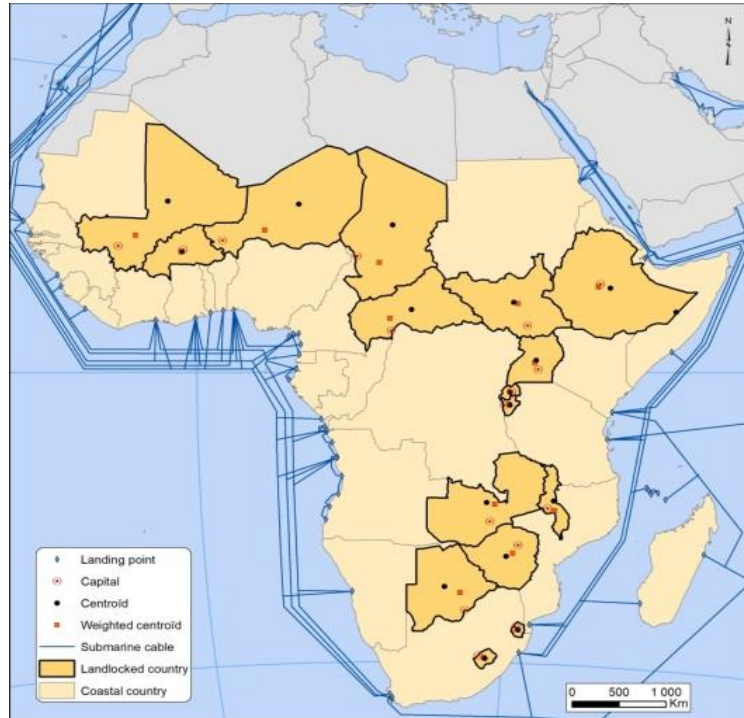 N
Landing point
Capital
Centroïd
Weighted centroïd
Submarine cable
Landlocked country
Coastal country
0 500 1 000
Km